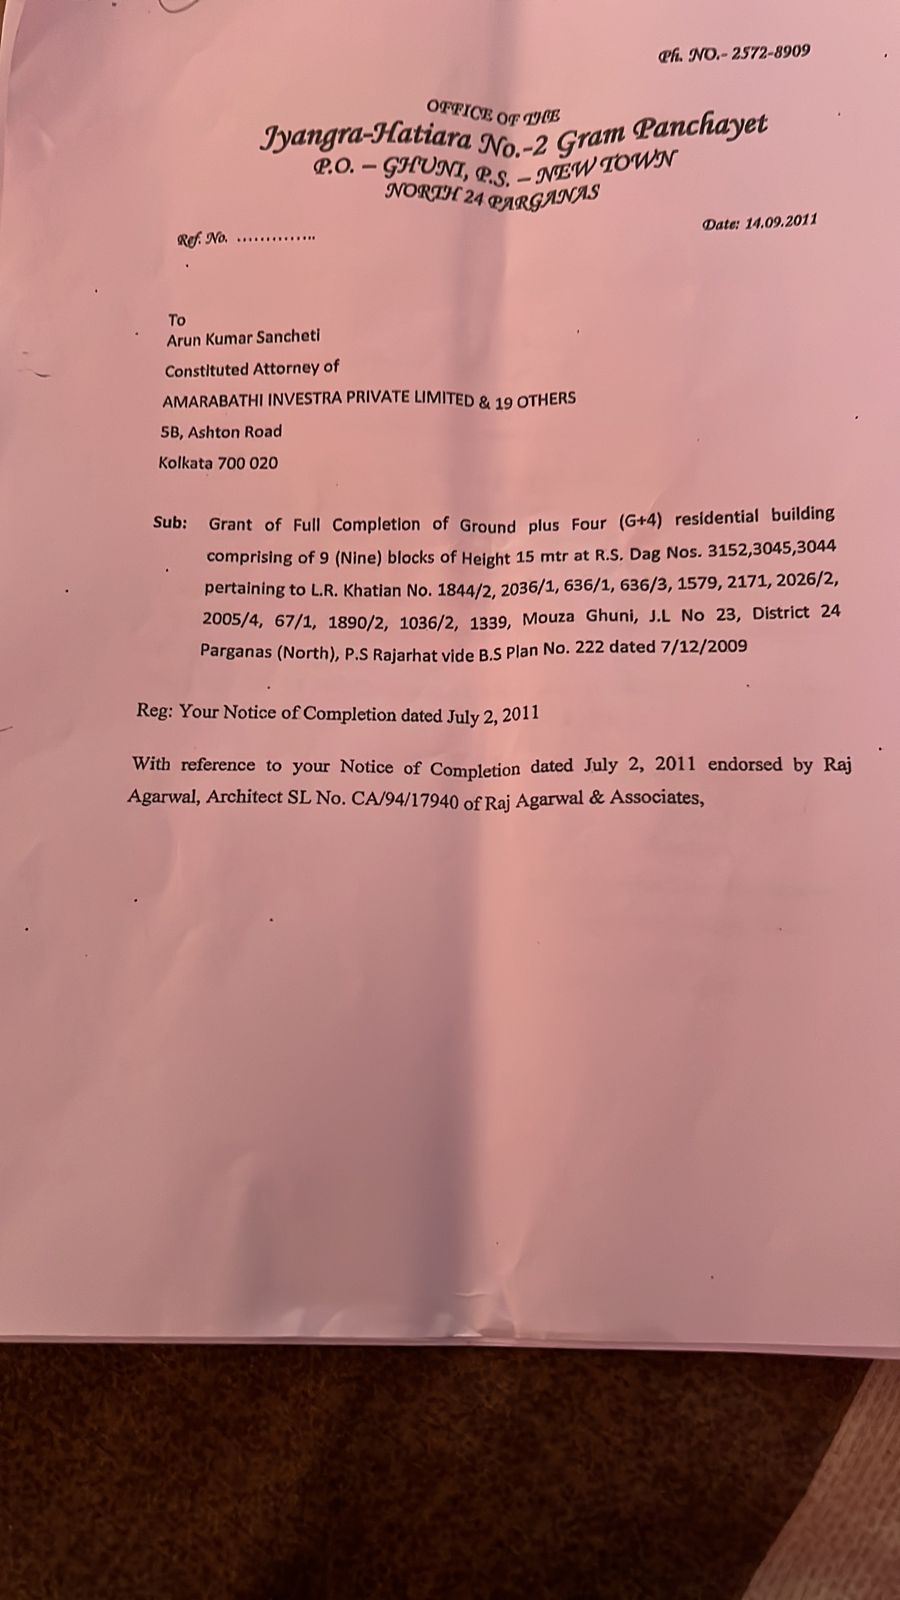 Ph. NO.- 2572-8909
OFFICE OF THE
Jyangra-Hatiara No.-2 Gram Panchayet
P.O. – GHUNI, P.S. – NEW TOWN
NORTH 24 PARGANAS
Ref. No. ..............
Date: 14.09.2011
To
Arun Kumar Sancheti
Constituted Attorney of
AMARABATHI INVESTRA PRIVATE LIMITED & 19 OTHERS
5B, Ashton Road
Kolkata 700 020
Sub: Grant of Full Completion of Ground plus Four (G+4) residential building
comprising of 9 (Nine) blocks of Height 15 mtr at R.S. Dag Nos. 3152,3045,3044
pertaining to L.R. Khatian No. 1844/2, 2036/1, 636/1, 636/3, 1579, 2171, 2026/2,
2005/4, 67/1, 1890/2, 1036/2, 1339, Mouza Ghuni, J.L No 23, District 24
Parganas (North), P.S Rajarhat vide B.S Plan No. 222 dated 7/12/2009
Reg: Your Notice of Completion dated July 2, 2011
With reference to your Notice of Completion dated July 2, 2011 endorsed by Raj
Agarwal, Architect SL No. CA/94/17940 of Raj Agarwal & Associates,